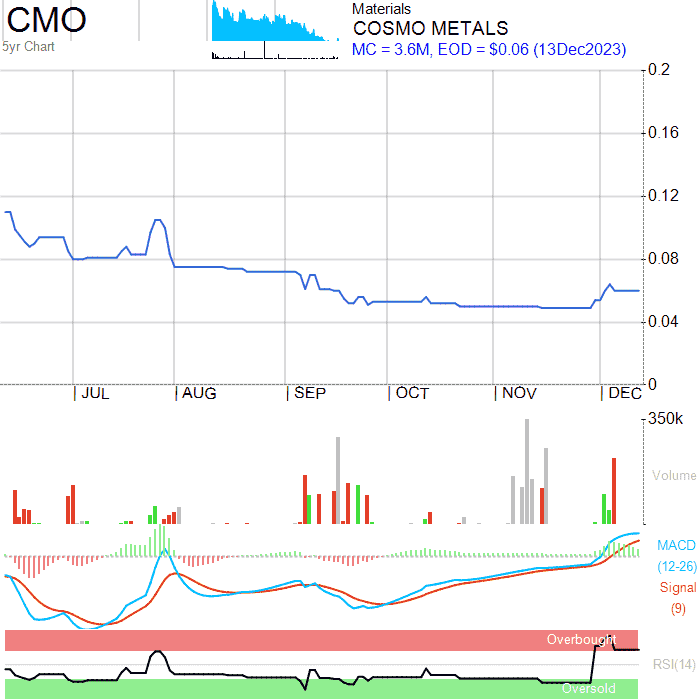 CMO
5yr Chart
Materials
COSMO METALS
MC = 3.6M, EOD = $0.06 (13Dec2023)
0.2
0.16
0.12
0.08
0.04
0
JUL AUG SEP OCT NOV DEC
350k
Volume
MACD
(12-26)
Signal
(9)
Overbought
RSI(14)
Oversold